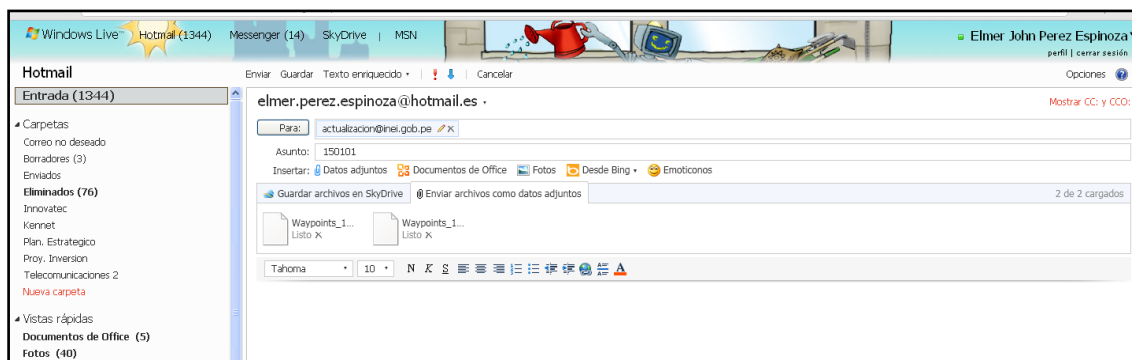 Windows Live Hotmail (1344) Messenger (14) SkyDrive | MSN Elmer John Perez Espinoza
perfil | cerrar sesión
Hotmail Enviar Guardar Texto enriquecido Cancelar Opciones
Entrada (1344)
elmer.perez.espinoza@hotmail.es Mostrar CC: y CCO:
Carpetas
Para: actualizacion@inei.gob.pe
Correo no deseado
Borradores (3)
Asunto: 150101
Enviados
Insertar: Datos adjuntos Documentos de Office Fotos Desde Bing Emoticonos
Eliminados (76)
Guardar archivos en SkyDrive Enviar archivos como datos adjuntos 2 de 2 cargados
Innovatec
Kennet
Waypoints_1... Waypoints_1...
Listo Listo
Plan. Estrategico
Proy. Inversion
Telecomunicaciones 2
Tahoma 10 N K S A
Nueva carpeta
Vistas rápidas
Documentos de Office (5)
Fotos (40)